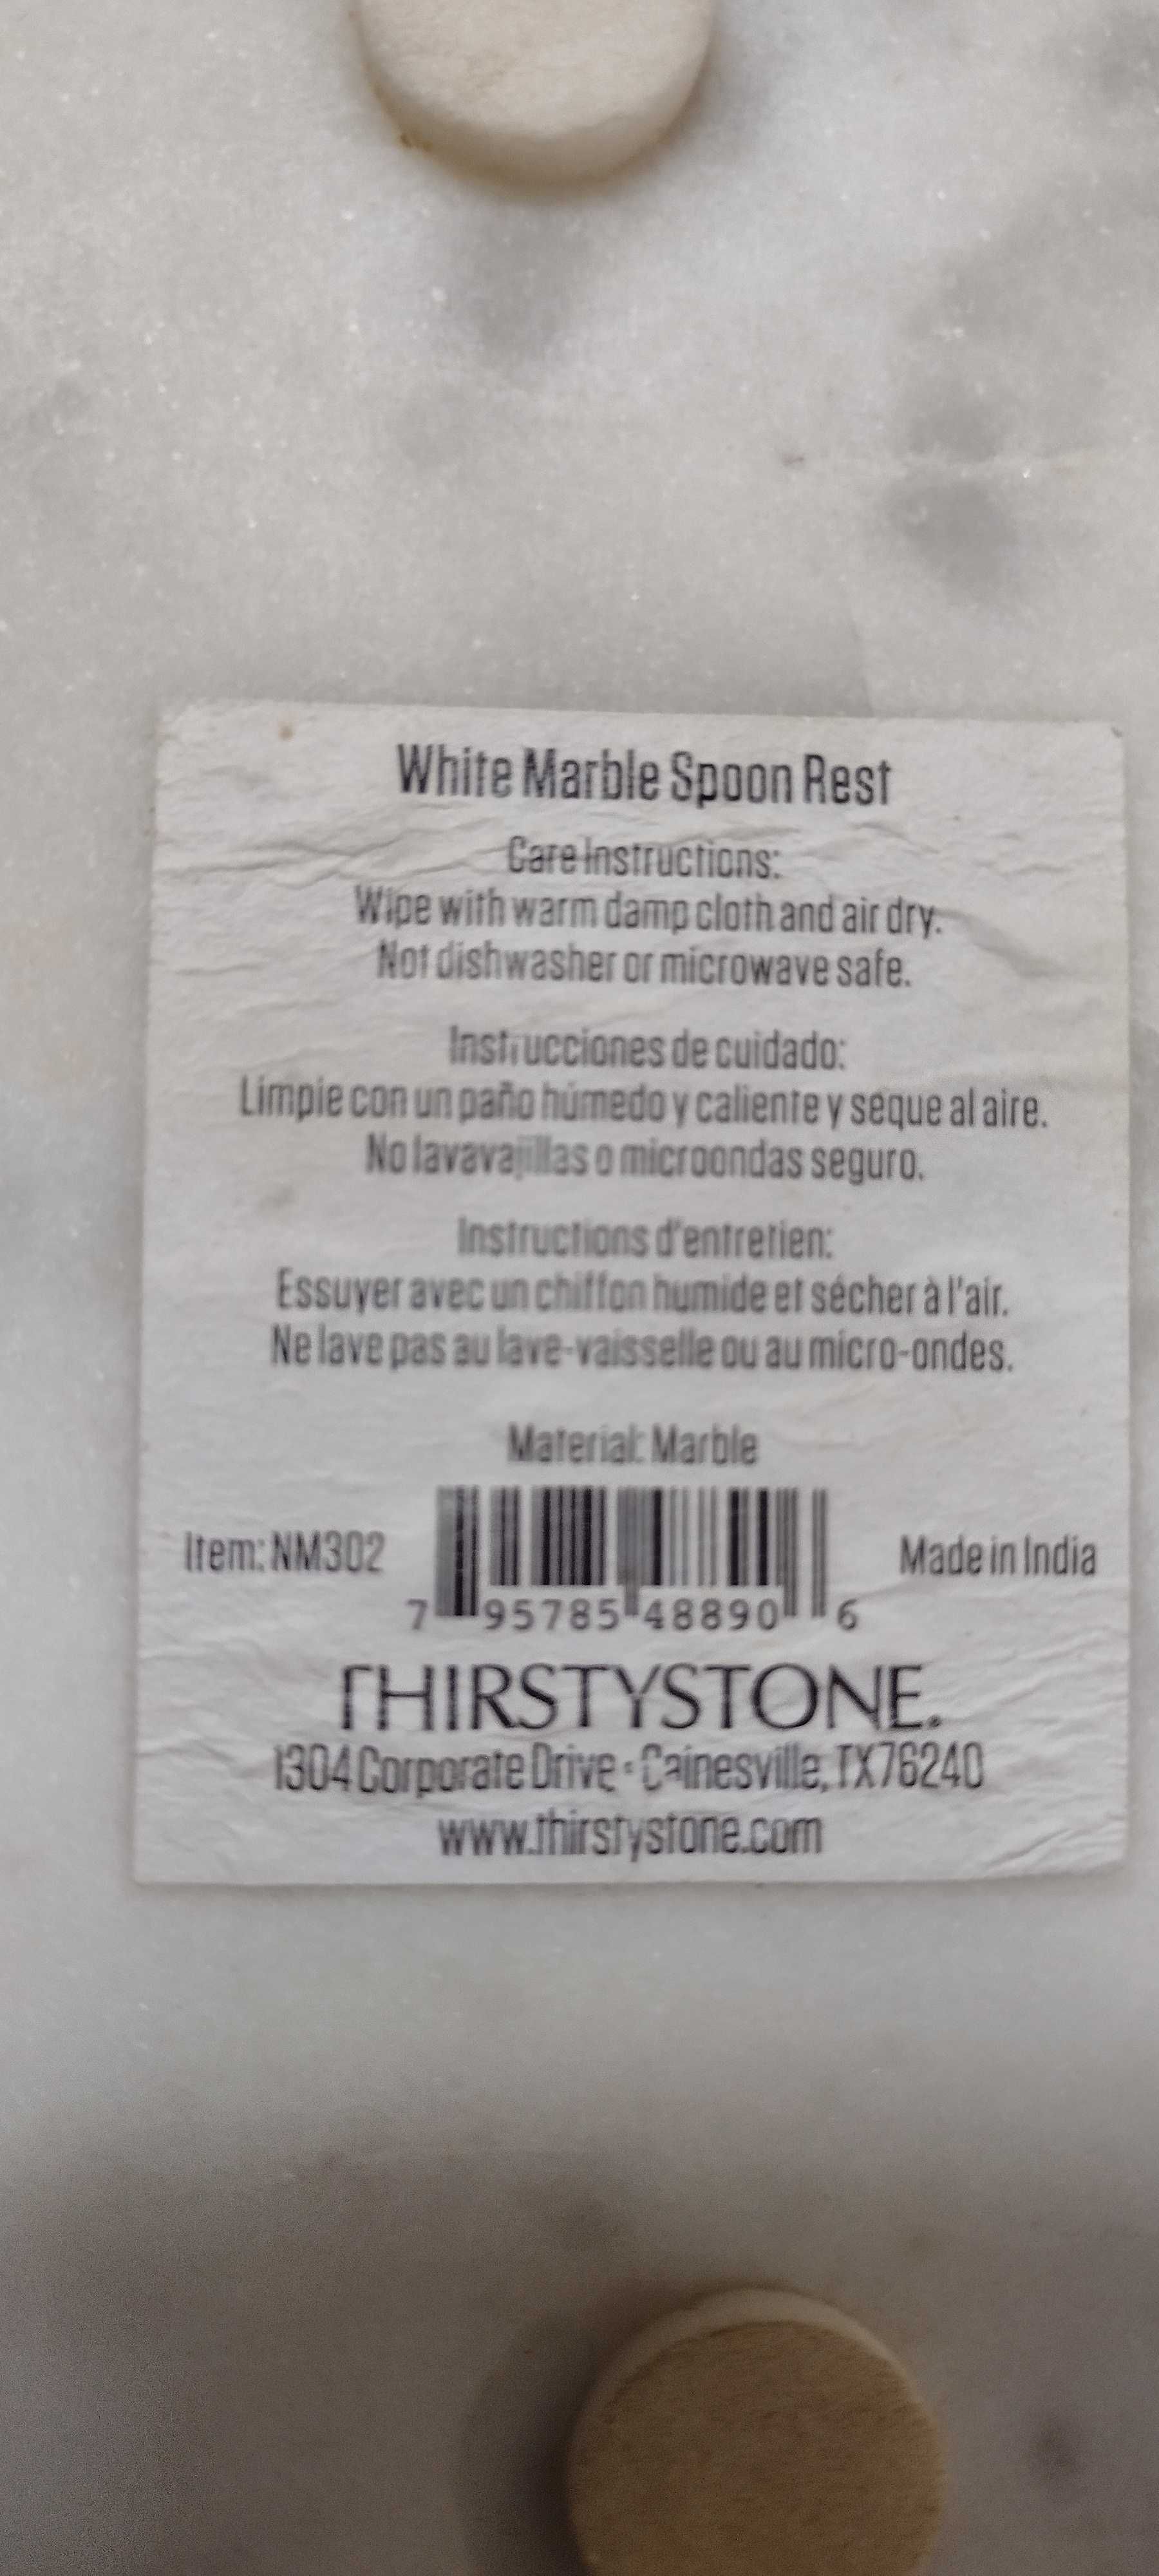 White Marble Spoon Rest
Care Instructions:
Wipe with warm damp cloth and air dry.
Not dishwasher or microwave safe.
Instrucciones de cuidado:
Limpie con un paño húmedo y caliente y seque al aire.
No lavavajillas o microondas seguro.
Instructions d'entretien:
Essuyer avec un chiffon humide et sécher à l'air.
Ne lave pas au lave-vaisselle ou au micro-ondes.
Material: Marble
Item: NM302
Made in India
7 95785 48890 6
THIRSTYSTONE.
1304 Corporate Drive • Gainesville, TX 76240
www.thirstystone.com